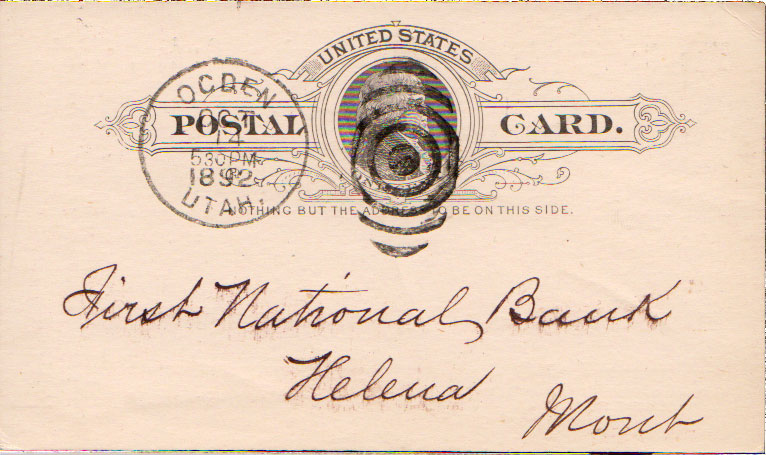 UNITED STATES
POSTAL CARD.
OGDEN
OCT
14
530PM
1892
UTAH.
NOTHING BUT THE ADDRESS TO BE ON THIS SIDE.
First National Bank
Helena
Mont